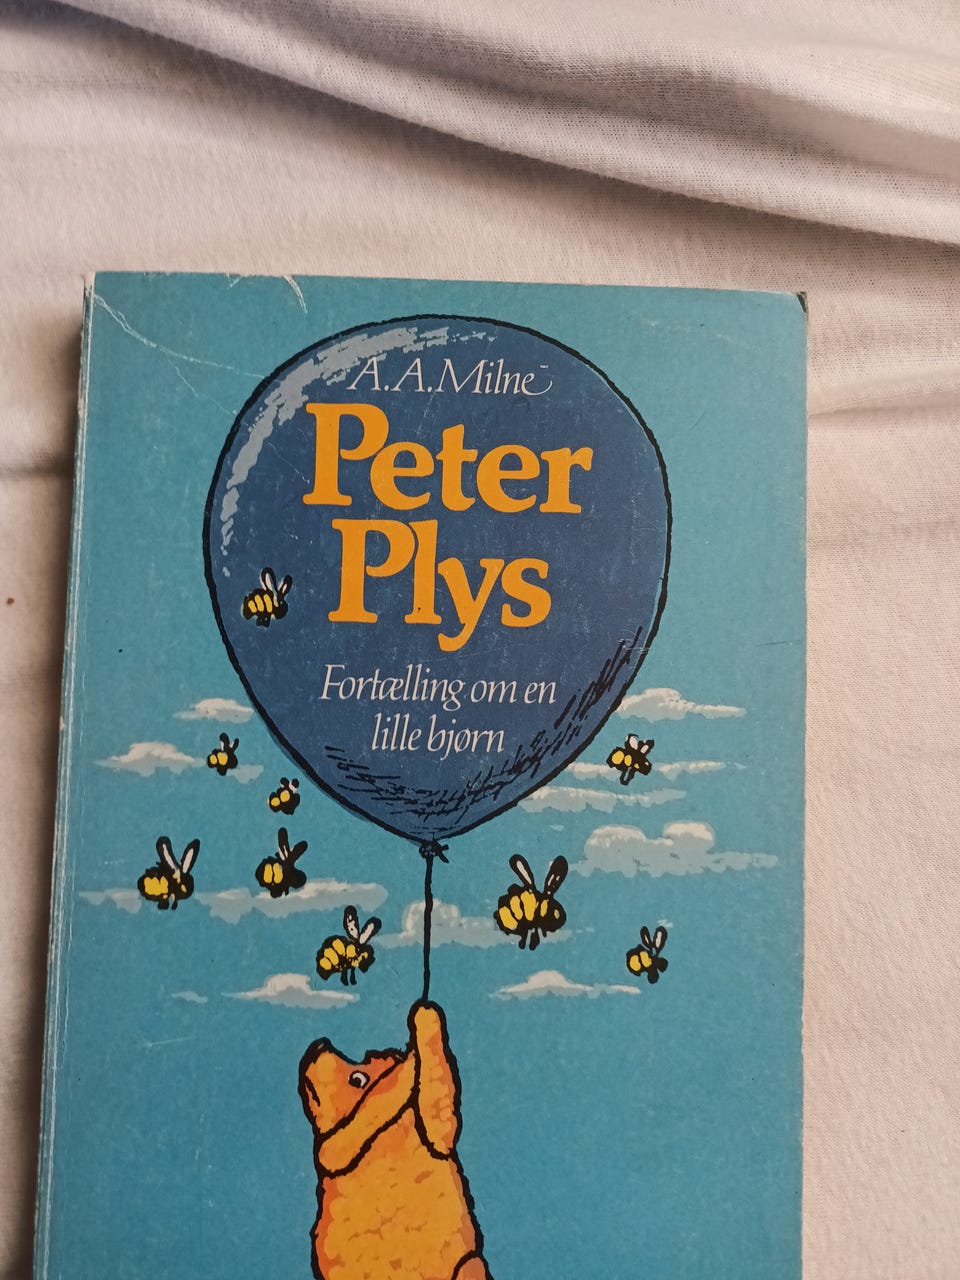 A.A.Milne
Peter
Plys
Fortælling om en
lille bjørn